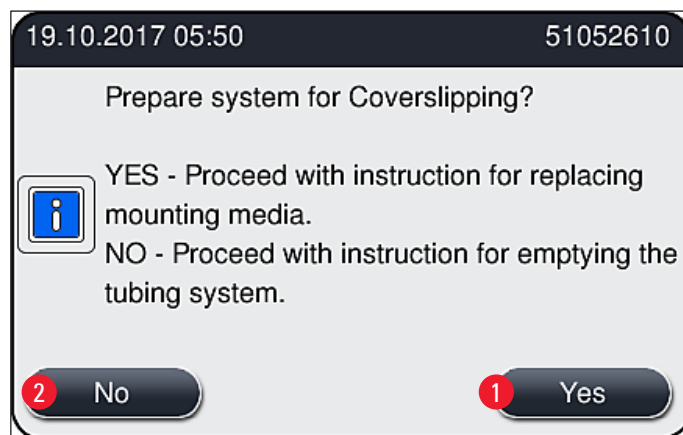 19.10.2017 05:50 51052610
Prepare system for Coverslipping?
YES - Proceed with instruction for replacing
mounting media.
NO - Proceed with instruction for emptying the
tubing system.
2 No 1 Yes